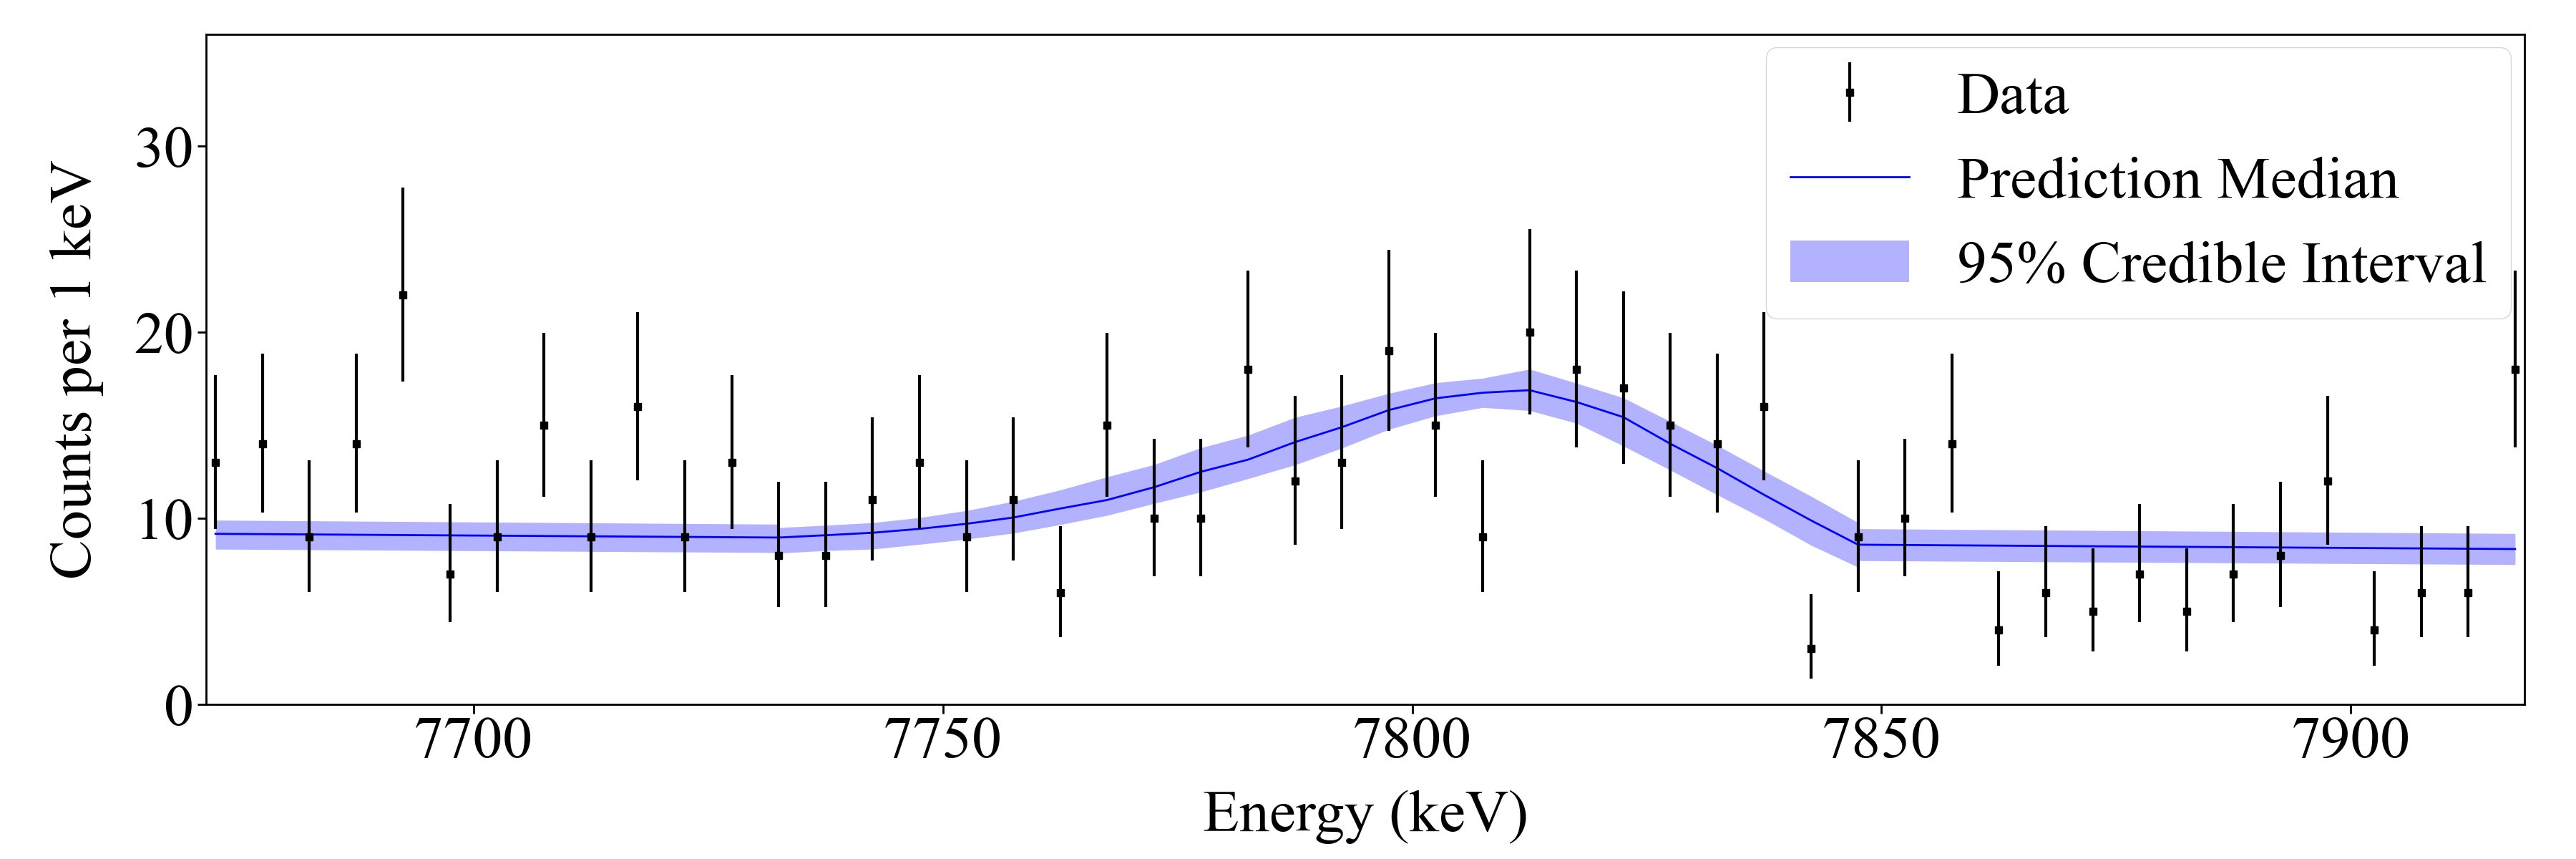 Counts per 1 keV
30
20
10
0
Data
Prediction Median
95% Credible Interval
7700 7750 7800 7850 7900
Energy (keV)